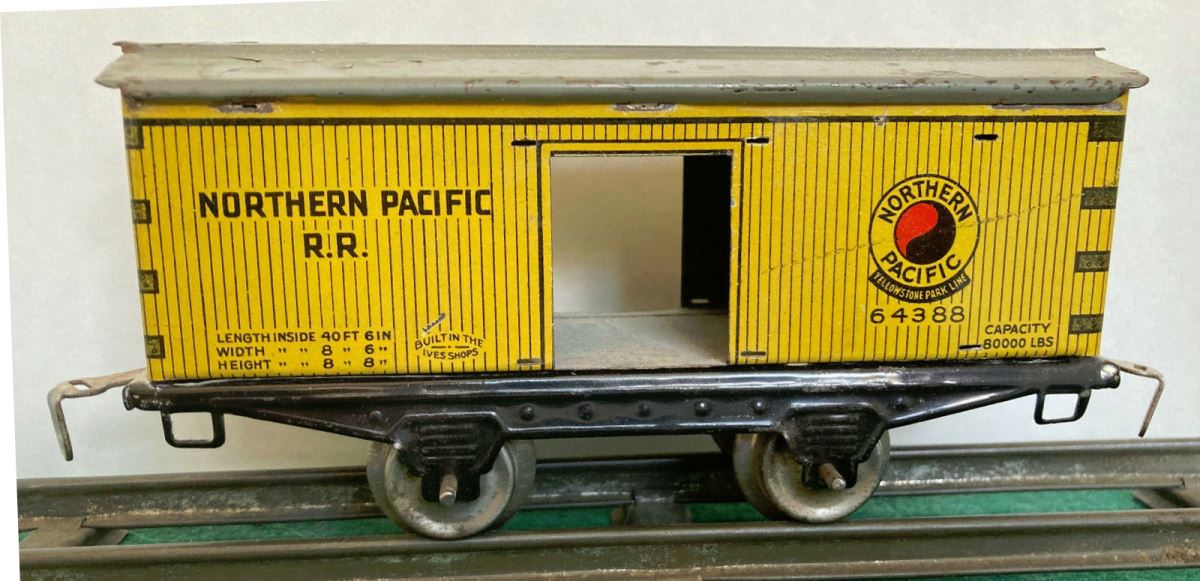 NORTHERN PACIFIC
R.R.
LENGTH INSIDE 40 FT 6 IN
WIDTH " " 8 " 6 "
HEIGHT " " 8 " 8 "
BUILT IN THE
IVES SHOPS
NORTHERN
PACIFIC
YELLOWSTONE PARK LINE
64388
CAPACITY
80000 LBS